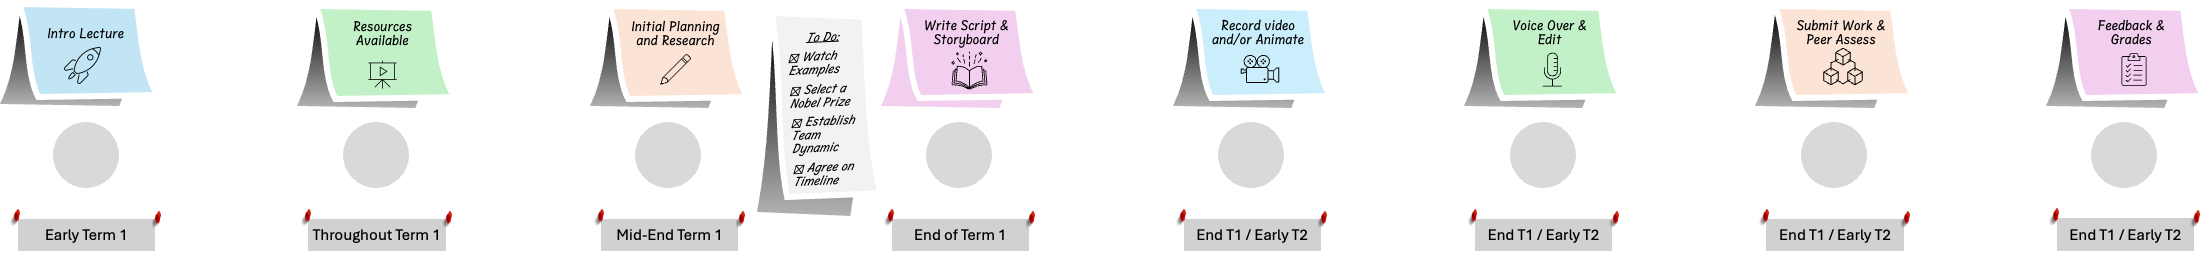 Intro Lecture
Resources
Available
Initial Planning
and Research
To Do:
☒ Watch
Examples
☒ Select a
Nobel Prize
☒ Establish
Team
Dynamic
☒ Agree on
Timeline
Write Script &
Storyboard
Record video
and/or Animate
Voice Over &
Edit
Submit Work &
Peer Assess
Feedback &
Grades
Early Term 1
Throughout Term 1
Mid-End Term 1
End of Term 1
End T1 / Early T2
End T1 / Early T2
End T1 / Early T2
End T1 / Early T2